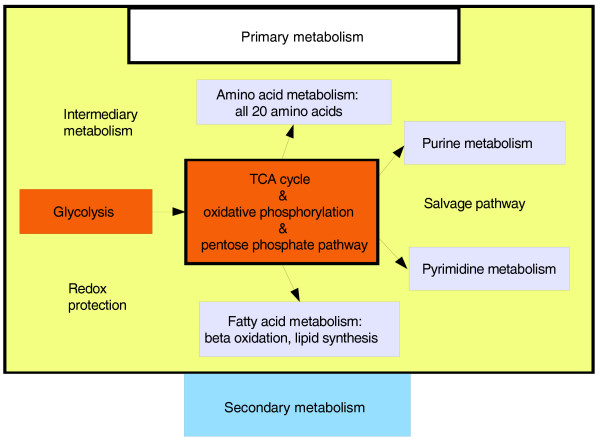 Primary metabolism
Amino acid metabolism:
all 20 amino acids
Intermediary
metabolism
Purine metabolism
TCA cycle
&
oxidative phosphorylation
&
pentose phosphate pathway
Glycolysis
Salvage pathway
Pyrimidine metabolism
Redox
protection
Fatty acid metabolism:
beta oxidation, lipid synthesis
Secondary metabolism